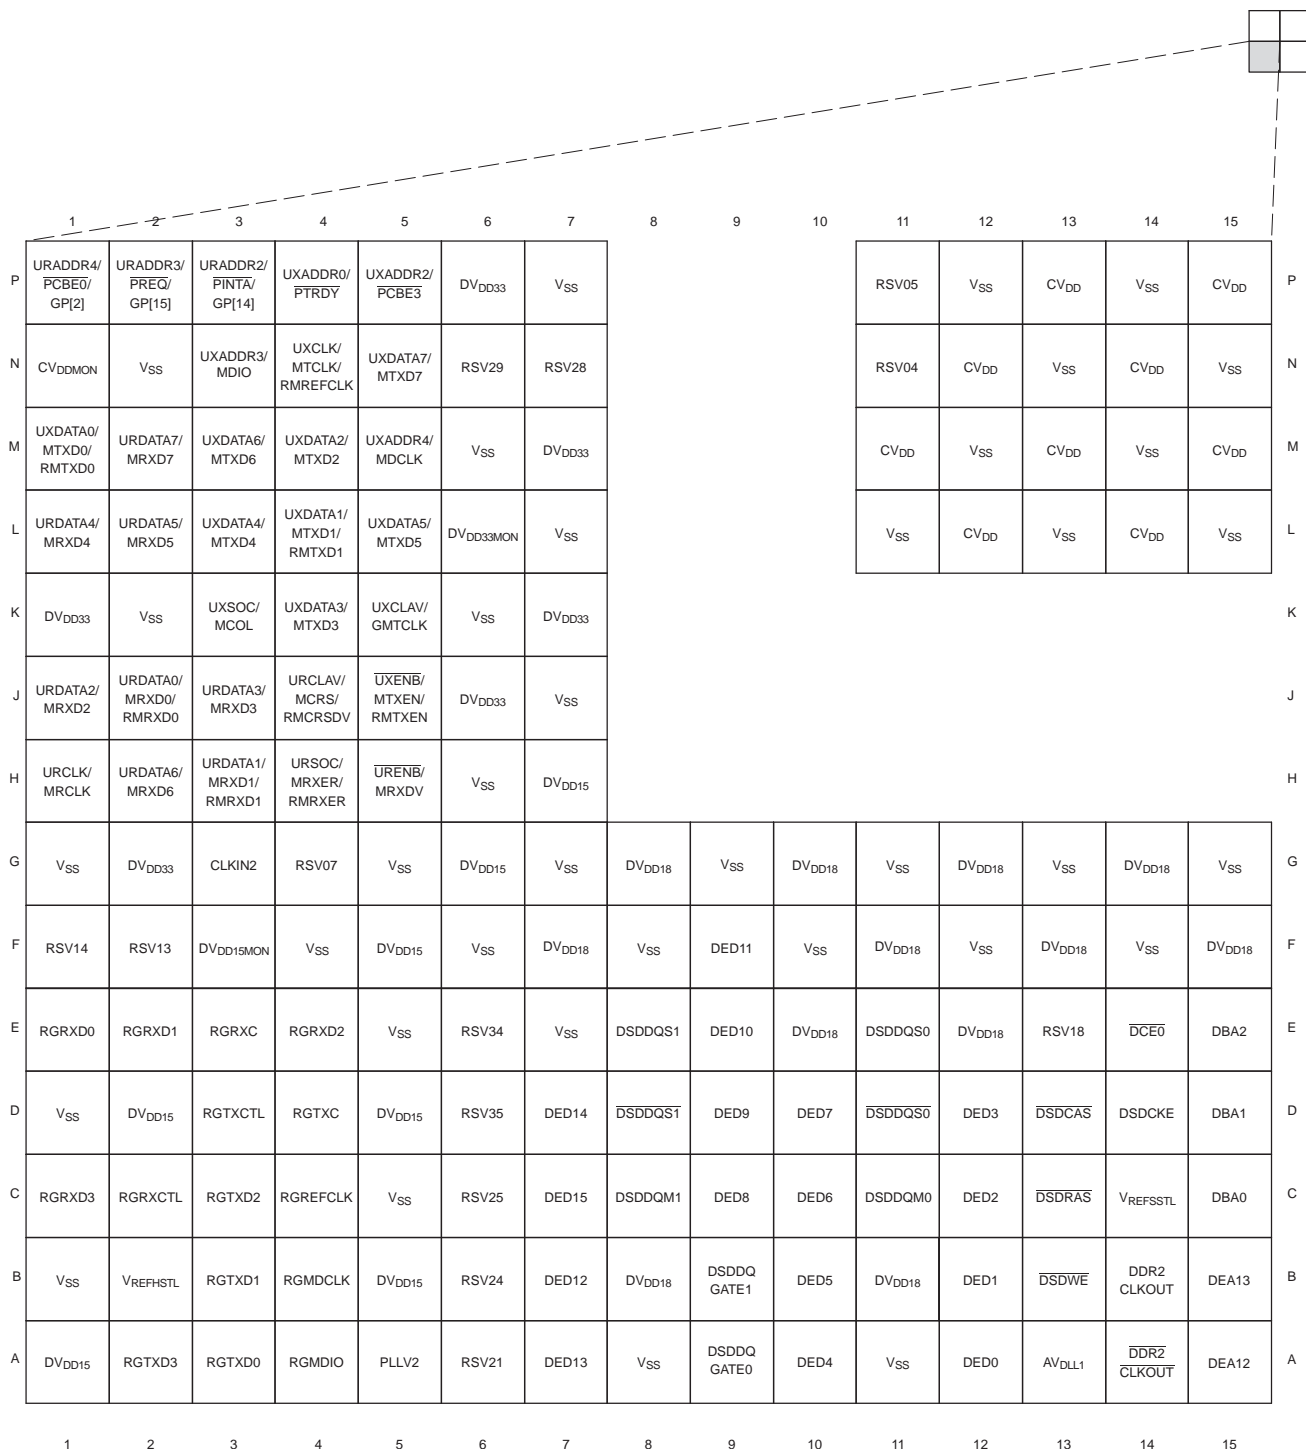 1 2 3 4 5 6 7 8 9 10 11 12 13 14 15
P URADDR4/ URADDR3/ URADDR2/ UXADDR0/ UXADDR2/ DVDD33 VSS RSV05 VSS CVDD VSS CVDD P
PCBE0/ PREQ/ PINTA/ PTRDY PCBE3
GP[2] GP[15] GP[14]
N CVDDMON VSS UXADDR3/ UXCLK/ UXDATA7/ RSV29 RSV28 RSV04 CVDD VSS CVDD VSS N
MDIO MTCLK/ MTXD7
RMREFCLK
M UXDATA0/ URDATA7/ UXDATA6/ UXDATA2/ UXADDR4/ VSS DVDD33 CVDD VSS CVDD VSS CVDD M
MTXD0/ MRXD7 MTXD6 MTXD2 MDCLK
RMTXD0
L URDATA4/ URDATA5/ UXDATA4/ UXDATA1/ UXDATA5/ DVDD33MON VSS VSS CVDD VSS CVDD VSS L
MRXD4 MRXD5 MTXD4 MTXD1/ MTXD5
RMTXD1
K DVDD33 VSS UXSOC/ UXDATA3/ UXCLAV/ VSS DVDD33 K
MCOL MTXD3 GMTCLK
J URDATA2/ URDATA0/ URDATA3/ URCLAV/ UXENB/ DVDD33 VSS J
MRXD2 MRXD0/ MRXD3 MCRS/ MTXEN/
RMRXD0 RMCRSDV RMTXEN
H URCLK/ URDATA6/ URDATA1/ URSOC/ URENB/ VSS DVDD15 H
MRCLK MRXD6 MRXD1/ MRXER/ MRXDV
RMRXD1 RMRXER
G VSS DVDD33 CLKIN2 RSV07 VSS DVDD15 VSS DVDD18 VSS DVDD18 VSS DVDD18 VSS DVDD18 VSS G
F RSV14 RSV13 DVDD15MON VSS DVDD15 VSS DVDD18 VSS DED11 VSS DVDD18 VSS DVDD18 VSS DVDD18 F
E RGRXD0 RGRXD1 RGRXC RGRXD2 VSS RSV34 VSS DSDDQS1 DED10 DVDD18 DSDDQS0 DVDD18 RSV18 DCE0 DBA2 E
D VSS DVDD15 RGTXCTL RGTXC DVDD15 RSV35 DED14 DSDDQS1 DED9 DED7 DSDDQS0 DED3 DSDCAS DSDCKE DBA1 D
C RGRXD3 RGRXCTL RGTXD2 RGREFCLK VSS RSV25 DED15 DSDDQM1 DED8 DED6 DSDDQM0 DED2 DSDRAS VREFSSTL DBA0 C
B VSS VREFHSTL RGTXD1 RGMDCLK DVDD15 RSV24 DED12 DVDD18 DSDDQ DED5 DVDD18 DED1 DSDWE DDR2 DEA13 B
GATE1 CLKOUT
A DVDD15 RGTXD3 RGTXD0 RGMDIO PLLV2 RSV21 DED13 VSS DSDDQ DED4 VSS DED0 AVDLL1 DDR2 DEA12 A
GATE0 CLKOUT
1 2 3 4 5 6 7 8 9 10 11 12 13 14 15